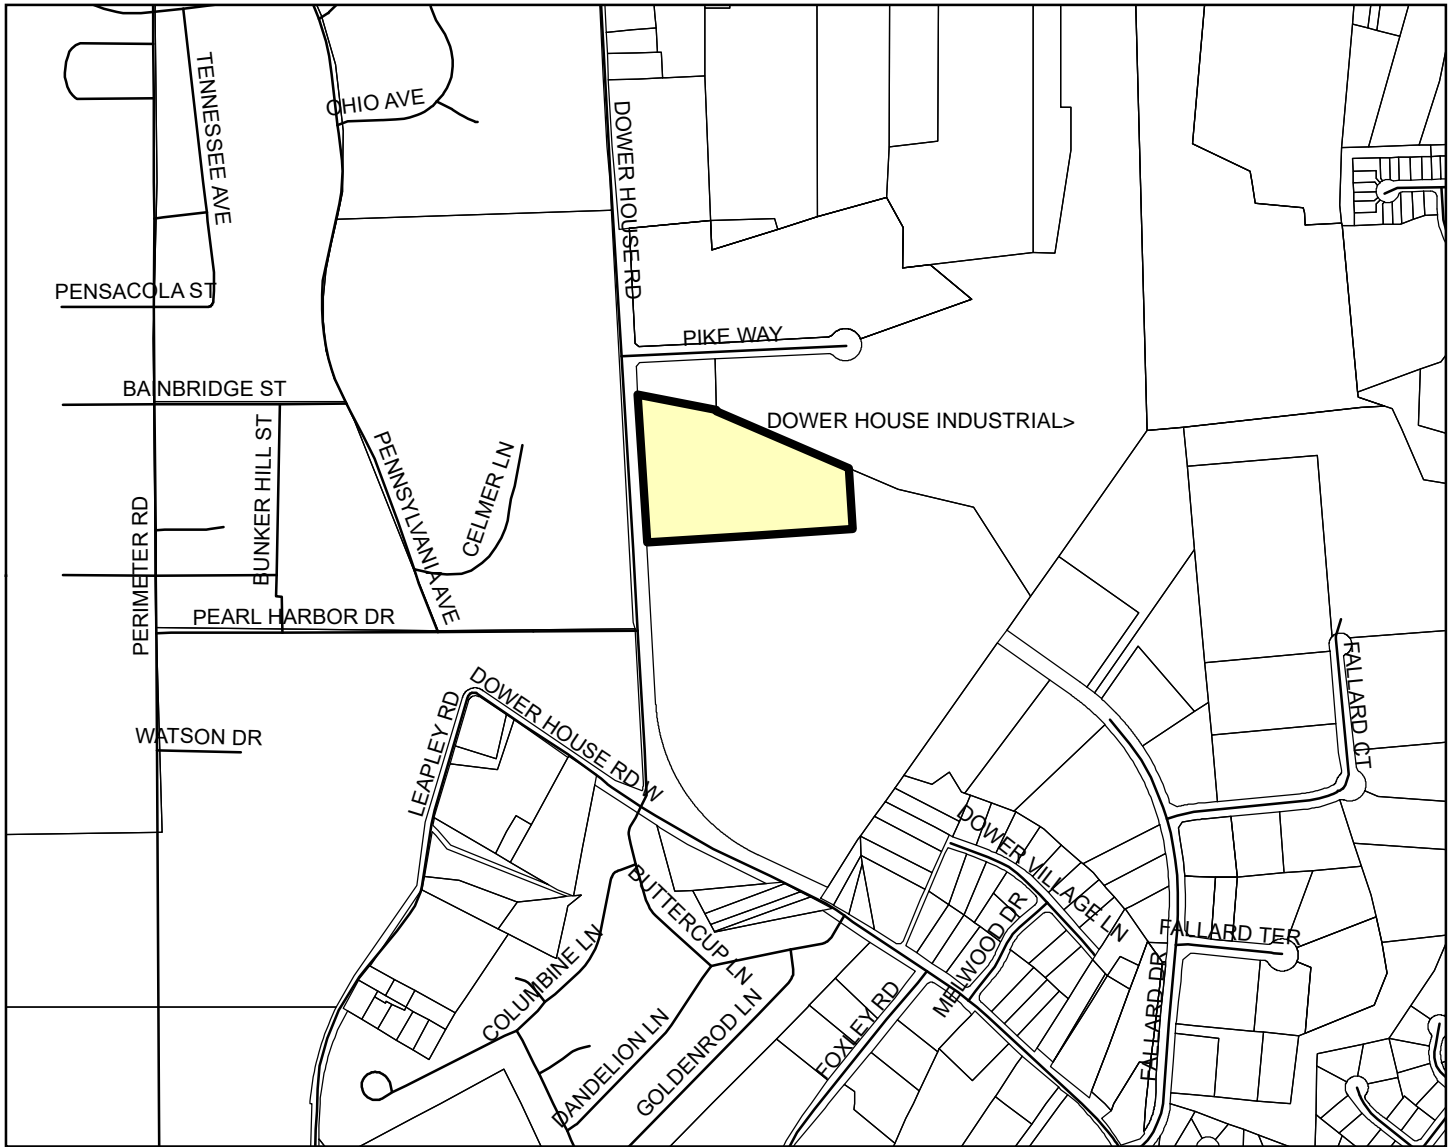 TENNESSEE AVE
OHIO AVE
DOWER HOUSE RD
PENSACOLA ST
PIKE WAY
BAINBRIDGE ST
DOWER HOUSE INDUSTRIAL>
BUNKER HILL ST
PENNSYLVANIA AVE
CELMER LN
PERIMETER RD
PEARL HARBOR DR
FALLARD CT
DOWER HOUSE RD W
LEAPLEY RD
WATSON DR
DOWER VILLAGE LN
BUTTERCUP LN
MELWOOD DR
FALLARD TER
COLUMBINE LN
FOXLEY RD
FALLARD DR
DANDELION LN
GOLDENROD LN